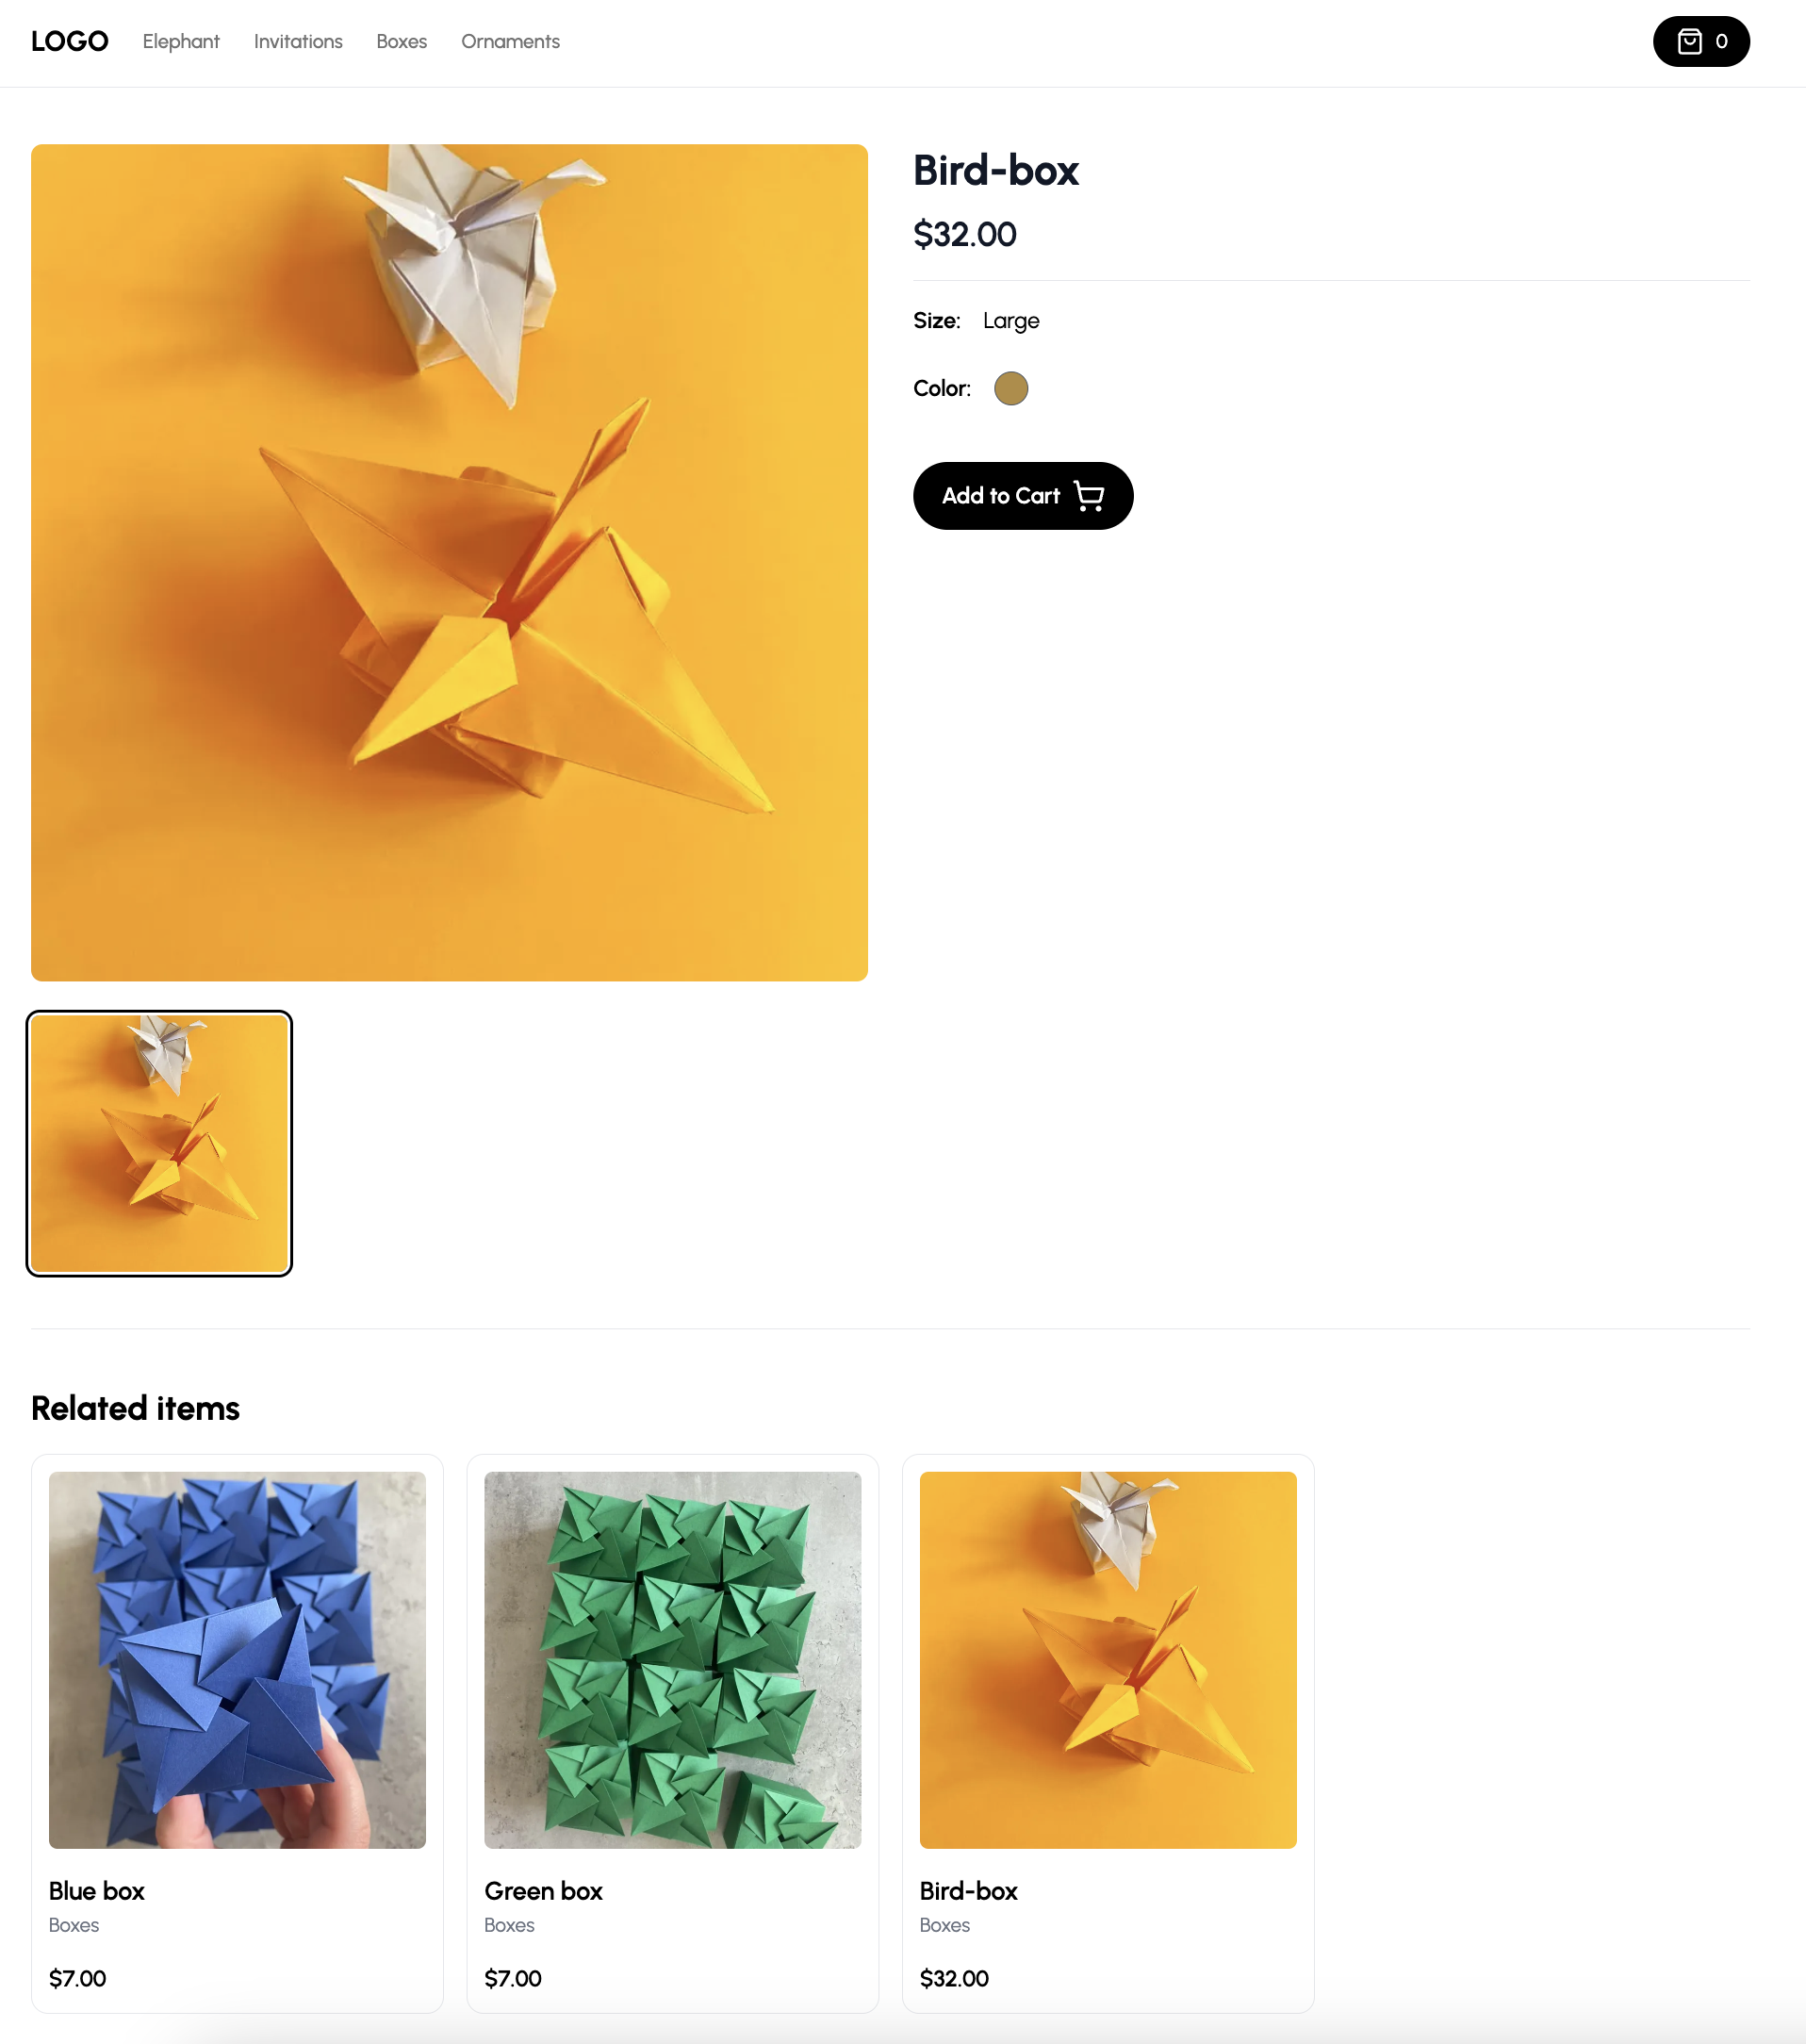 LOGO Elephant Invitations Boxes Ornaments 0
Bird-box
$32.00
Size: Large
Color:
Add to Cart
Related items
Blue box
Boxes
$7.00
Green box
Boxes
$7.00
Bird-box
Boxes
$32.00